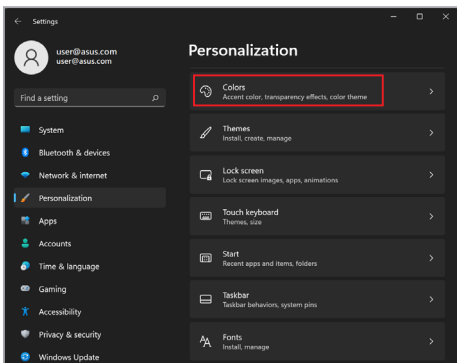 Settings
user@asus.com
user@asus.com
Find a setting
System
Bluetooth & devices
Network & internet
Personalization
Apps
Accounts
Time & language
Gaming
Accessibility
Privacy & security
Windows Update
Personalization
Colors
Accent color, transparency effects, color theme
Themes
Install, create, manage
Lock screen
Lock screen images, apps, animations
Touch keyboard
Themes, size
Start
Recent apps and items, folders
Taskbar
Taskbar behaviors, system pins
Fonts
Install, manage